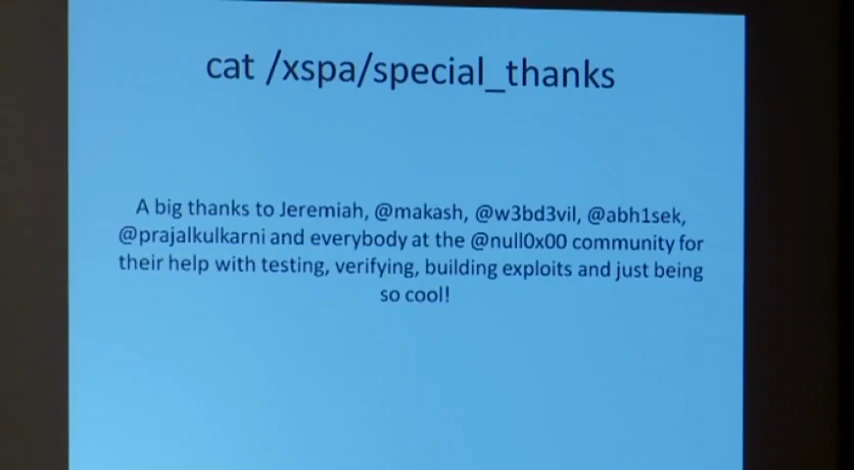 cat /xspa/special_thanks
A big thanks to Jeremiah, @makash, @w3bd3vil, @abh1sek,
@prajalkulkarni and everybody at the @null0x00 community for
their help with testing, verifying, building exploits and just being
so cool!